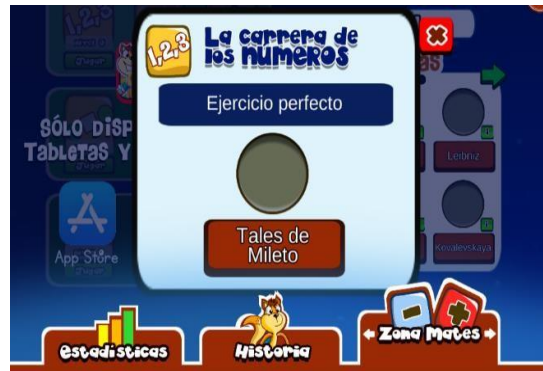 1,2,3
La carrera de
los numeros
Ejercicio perfecto
SÓLO DISP
Tabletas Y
as
Leibniz
Tales de
Mileto
App Store
Kovalevskaya
estadisticas
Historia
Zona Mates